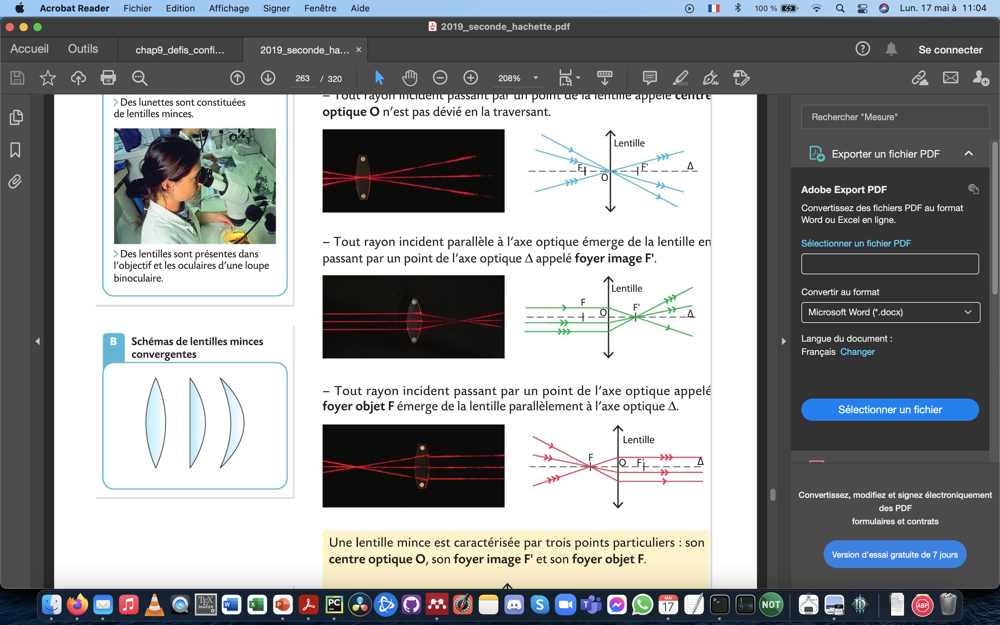 Acrobat Reader Fichier Edition Affichage Signer Fenêtre Aide 100 % Lun. 17 mai à 11:04
2019_seconde_hachette.pdf
Accueil Outils chap9_defis_confi... 2019_seconde_ha... × Se connecter
263 / 320 208%
> Des lunettes sont constituées
de lentilles minces.
> Des lentilles sont présentes dans
l'objectif et les oculaires d'une loupe
binoculaire.
B Schémas de lentilles minces
convergentes
– Tout rayon incident passant par un point de la lentille appelé centre
optique O n'est pas dévié en la traversant.
Lentille
F F' Δ
O
– Tout rayon incident parallèle à l'axe optique émerge de la lentille en
passant par un point de l'axe optique Δ appelé foyer image F'.
Lentille
F O F' Δ
– Tout rayon incident passant par un point de l'axe optique appelé
foyer objet F émerge de la lentille parallèlement à l'axe optique Δ.
Lentille
F O F' Δ
Une lentille mince est caractérisée par trois points particuliers : son
centre optique O, son foyer image F' et son foyer objet F.
Rechercher "Mesure"
Exporter un fichier PDF
Adobe Export PDF
Convertissez des fichiers PDF au format
Word ou Excel en ligne.
Sélectionner un fichier PDF
Convertir au format
Microsoft Word (*.docx)
Langue du document :
Français Changer
Sélectionner un fichier
Convertissez, modifiez et signez électroniquement
des PDF
formulaires et contrats
Version d'essai gratuite de 7 jours
TEX
MAKER
W X P PC S T
MAI
17
NOT
ABP